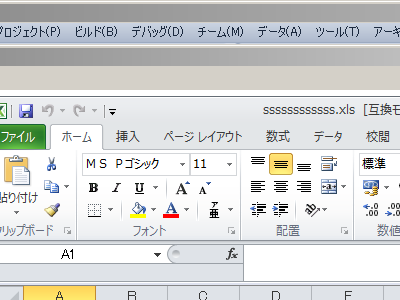 プロジェクト(P) ビルド(B) デバッグ(D) チーム(M) データ(A) ツール(T) アーキ
ssssssssssss.xls [互換モ
ファイル ホーム 挿入 ページ レイアウト 数式 データ 校閲
ＭＳ Ｐゴシック 11 標準
貼り付け B I U A A
A ア亜 .00 .00
クリップボード フォント 配置 数値
A1 fx
A B C D E F